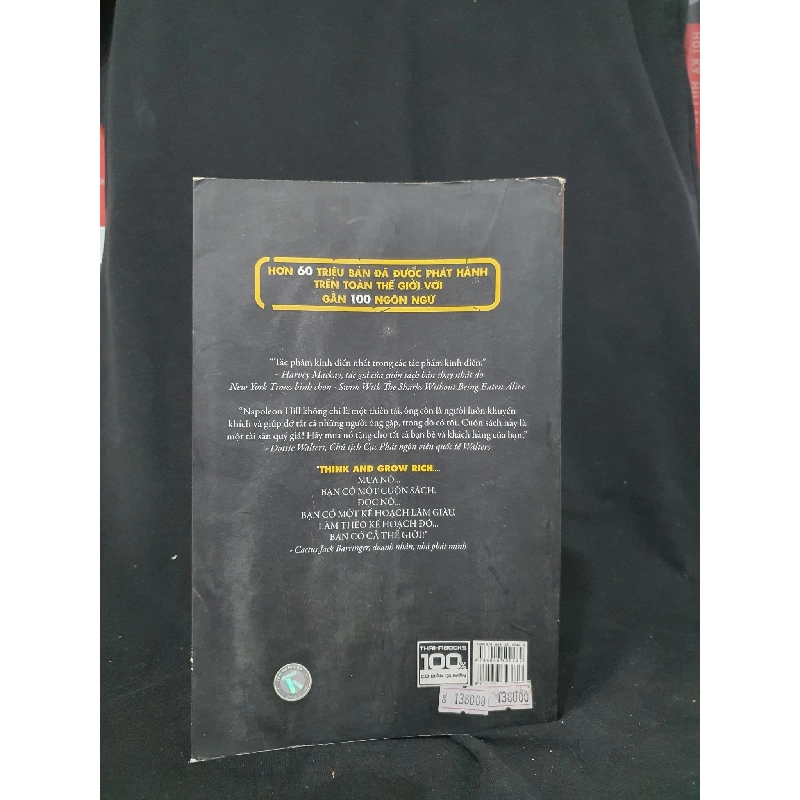 HƠN 60 TRIỆU BẢN ĐÃ ĐƯỢC PHÁT HÀNH
TRÊN TOÀN THẾ GIỚI VỚI
GẦN 100 NGÔN NGỮ
"Tác phẩm kinh điển nhất trong các tác phẩm kinh điển."
- Harvey Mackay, tác giả của cuốn sách bán chạy nhất do
New York Times bình chọn - Swim With The Sharks Without Being Eaten Alive
"Napoleon Hill không chỉ là một thiên tài, ông còn là người luôn khuyến
khích và giúp đỡ tất cả những người ông gặp, trong đó có tôi. Cuốn sách này là
một tài sản quý giá! Hãy mua nó tặng cho tất cả bạn bè và khách hàng của bạn."
- Dottie Walters, Chủ tịch Cục Phát ngôn viên quốc tế Walters
"THINK AND GROW RICH...
MUA NÓ...
BẠN CÓ MỘT CUỐN SÁCH.
ĐỌC NÓ...
BẠN CÓ MỘT KẾ HOẠCH LÀM GIÀU.
LÀM THEO KẾ HOẠCH ĐÓ...
BẠN CÓ CẢ THẾ GIỚI!"
- Cactus Jack Barringer, doanh nhân, nhà phát minh
THAIHABOOKS
100%
CÓ BẢN QUYỀN
138000
138000
HỒI KÝ